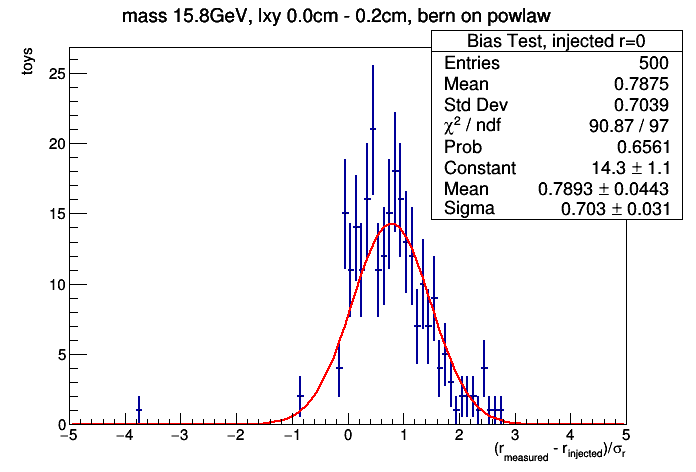 mass 15.8GeV, lxy 0.0cm - 0.2cm, bern on powlaw
Bias Test, injected r=0
Entries 500
Mean 0.7875
Std Dev 0.7039
χ² / ndf 90.87 / 97
Prob 0.6561
Constant 14.3 ± 1.1
Mean 0.7893 ± 0.0443
Sigma 0.703 ± 0.031
toys
25
20
15
10
5
0
−5 −4 −3 −2 −1 0 1 2 3 4 5
(r_measured - r_injected)/σ_r